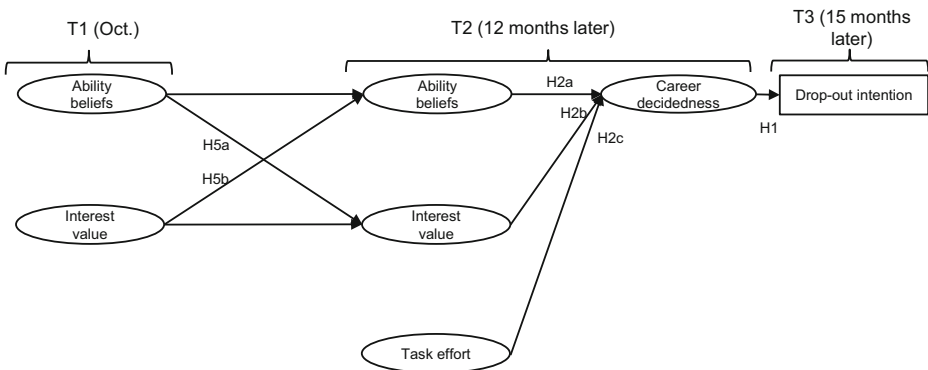 T1 (Oct.)
T2 (12 months later)
T3 (15 months
later)
Ability
beliefs
Ability
beliefs
H2a
Career
decidedness
Drop-out intention
H2b
H1
H2c
H5a
H5b
Interest
value
Interest
value
Task effort